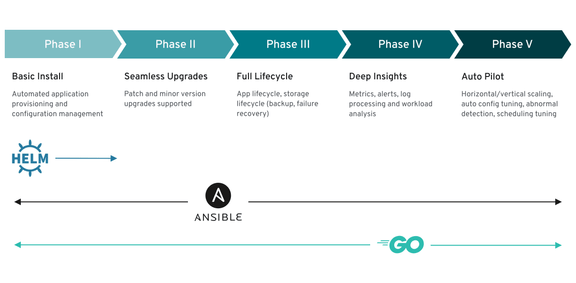 Phase I
Phase II
Phase III
Phase IV
Phase V
Basic Install
Automated application
provisioning and
configuration management
Seamless Upgrades
Patch and minor version
upgrades supported
Full Lifecycle
App lifecycle, storage
lifecycle (backup, failure
recovery)
Deep Insights
Metrics, alerts, log
processing and workload
analysis
Auto Pilot
Horizontal/vertical scaling,
auto config tuning, abnormal
detection, scheduling tuning
HELM
A
ANSIBLE
GO